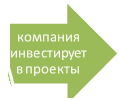 компания
инвестирует
в проекты